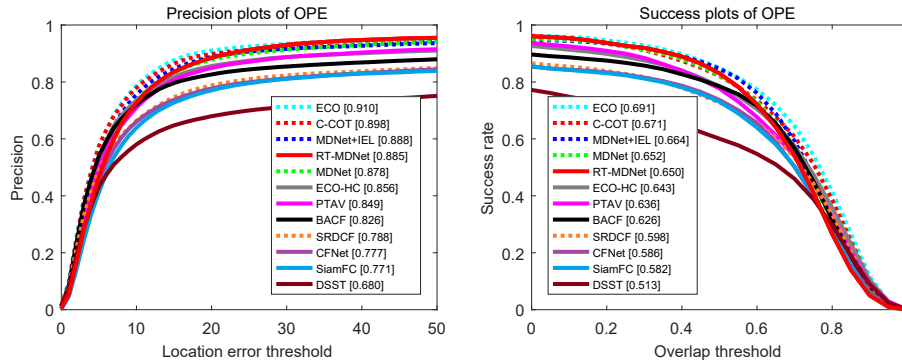 Precision plots of OPE
1
0.8
0.6
0.4
0.2
0
Precision
ECO [0.910]
C-COT [0.898]
MDNet+IEL [0.888]
RT-MDNet [0.885]
MDNet [0.878]
ECO-HC [0.856]
PTAV [0.849]
BACF [0.826]
SRDCF [0.788]
CFNet [0.777]
SiamFC [0.771]
DSST [0.680]
0 10 20 30 40 50
Location error threshold
Success plots of OPE
1
0.8
0.6
0.4
0.2
0
Success rate
ECO [0.691]
C-COT [0.671]
MDNet+IEL [0.664]
MDNet [0.652]
RT-MDNet [0.650]
ECO-HC [0.643]
PTAV [0.636]
BACF [0.626]
SRDCF [0.598]
CFNet [0.586]
SiamFC [0.582]
DSST [0.513]
0 0.2 0.4 0.6 0.8
Overlap threshold